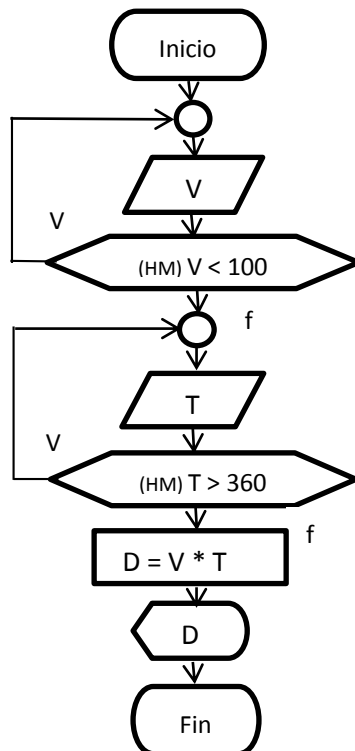 Inicio
V
V
(HM) V < 100
f
T
V
(HM) T > 360
f
D = V * T
D
Fin